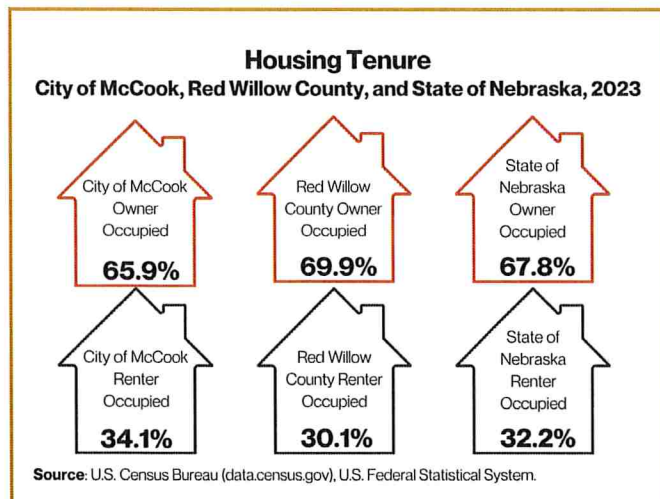 Housing Tenure
City of McCook, Red Willow County, and State of Nebraska, 2023
City of McCook
Owner
Occupied
65.9%
Red Willow
County Owner
Occupied
69.9%
State of
Nebraska
Owner
Occupied
67.8%
City of McCook
Renter
Occupied
34.1%
Red Willow
County Renter
Occupied
30.1%
State of
Nebraska
Renter
Occupied
32.2%
Source: U.S. Census Bureau (data.census.gov), U.S. Federal Statistical System.